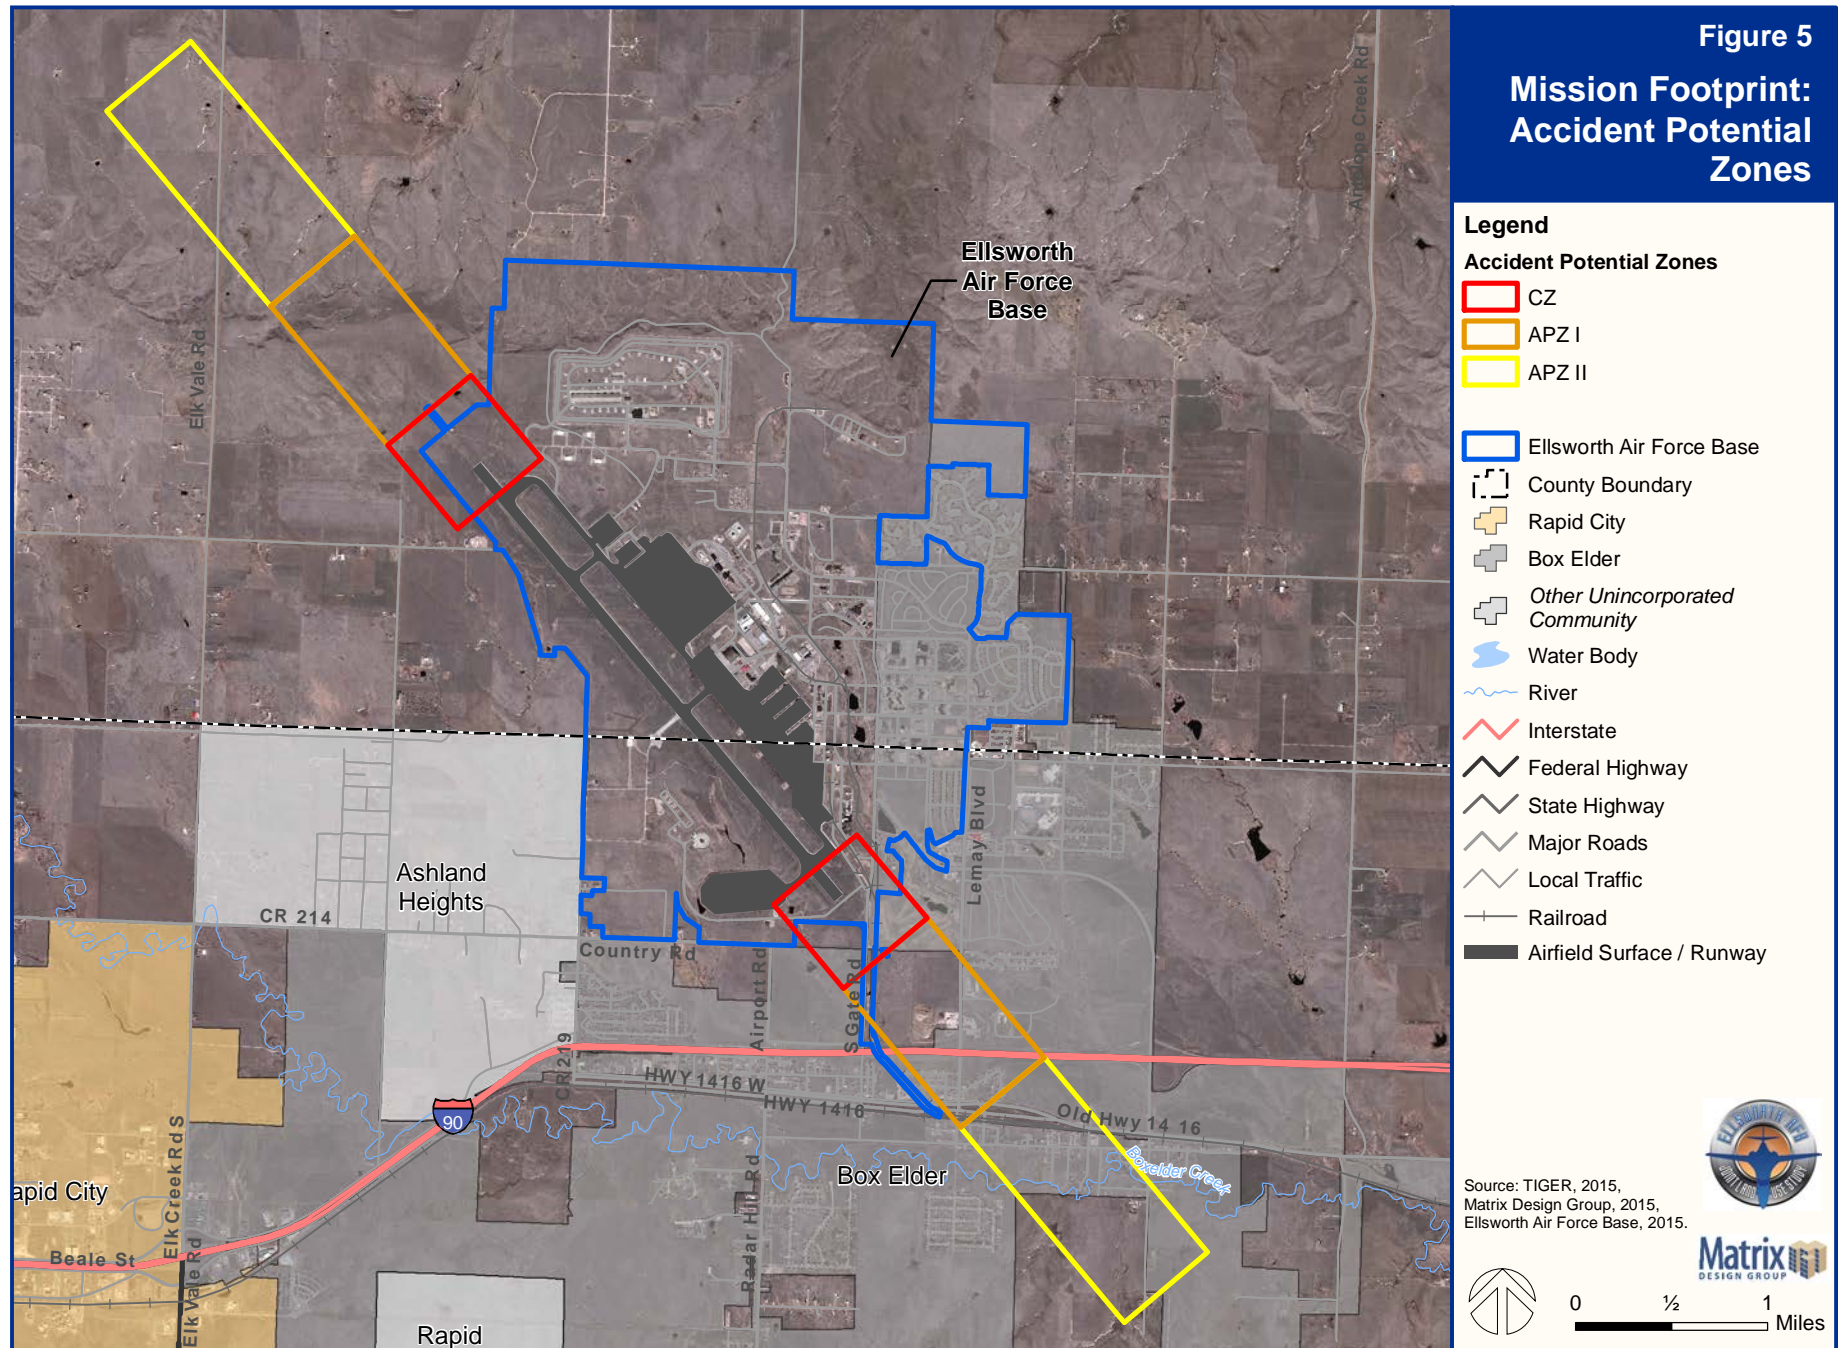 Figure 5
Mission Footprint:
Accident Potential
Zones
Legend
Accident Potential Zones
CZ
APZ I
APZ II
Ellsworth Air Force Base
County Boundary
Rapid City
Box Elder
Other Unincorporated
Community
Water Body
River
Interstate
Federal Highway
State Highway
Major Roads
Local Traffic
Railroad
Airfield Surface / Runway
Source: TIGER, 2015,
Matrix Design Group, 2015,
Ellsworth Air Force Base, 2015.
ELLSWORTH AFB
JOINT LAND USE STUDY
Matrix
DESIGN GROUP
0 ½ 1
Miles
Antelope Creek Rd
Ellsworth
Air Force
Base
Elk Vale Rd
Lemay Blvd
Ashland
Heights
CR 214
Country Rd
Airport Rd
S Gate Rd
CR 219
HWY 1416 W
HWY 1416
Old Hwy 14 16
90
Elk Creek Rd S
Box Elder
Boxelder Creek
apid City
Radar Hill Rd
Beale St
Elk Vale Rd
Rapid